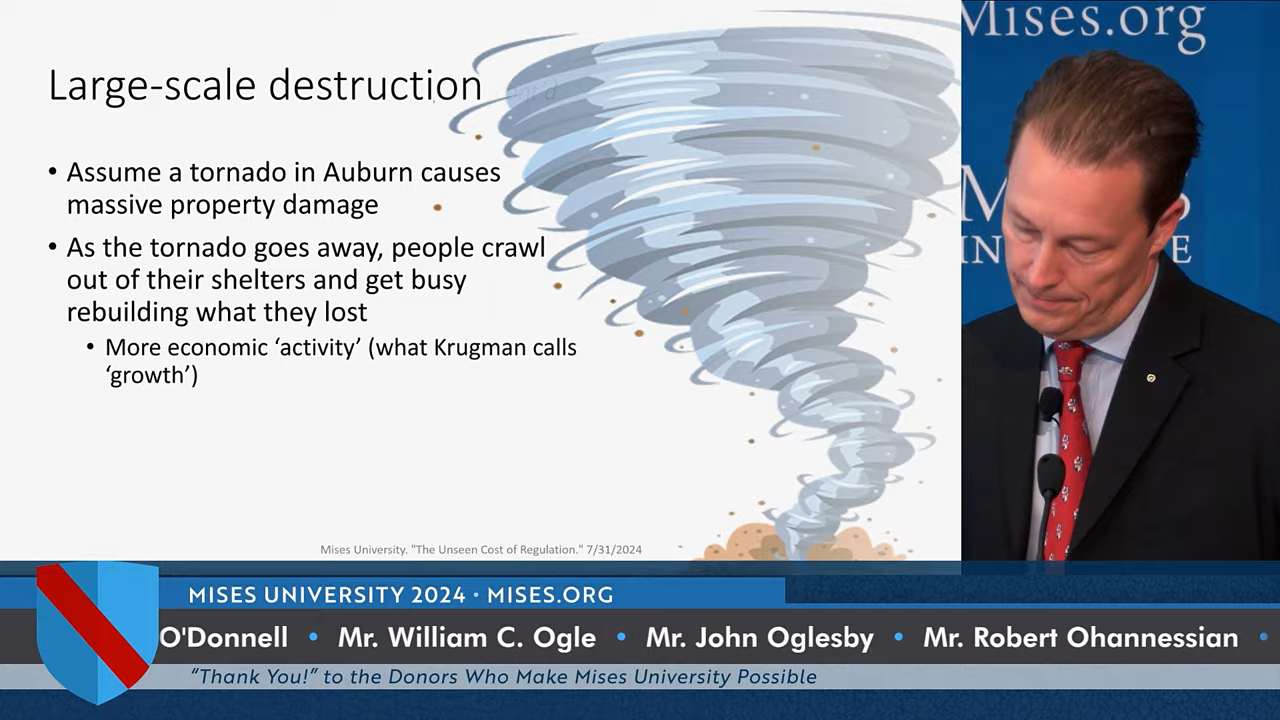 Large-scale destruction
• Assume a tornado in Auburn causes
massive property damage
• As the tornado goes away, people crawl
out of their shelters and get busy
rebuilding what they lost
• More economic ‘activity’ (what Krugman calls
‘growth’)
Mises University. "The Unseen Cost of Regulation." 7/31/2024
Mises.org
MISES UNIVERSITY 2024 • MISES.ORG
O'Donnell • Mr. William C. Ogle • Mr. John Oglesby • Mr. Robert Ohannessian •
“Thank You!” to the Donors Who Make Mises University Possible